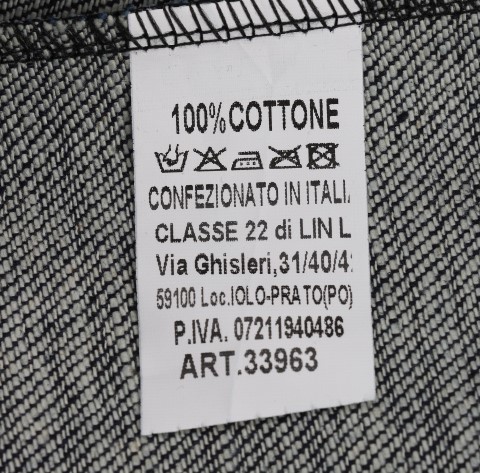 100%COTTONE
CONFEZIONATO IN ITALI
CLASSE 22 di LIN L
Via Ghisleri,31/40/4
59100 Loc.IOLO-PRATO(PO)
P.IVA. 07211940486
ART.33963